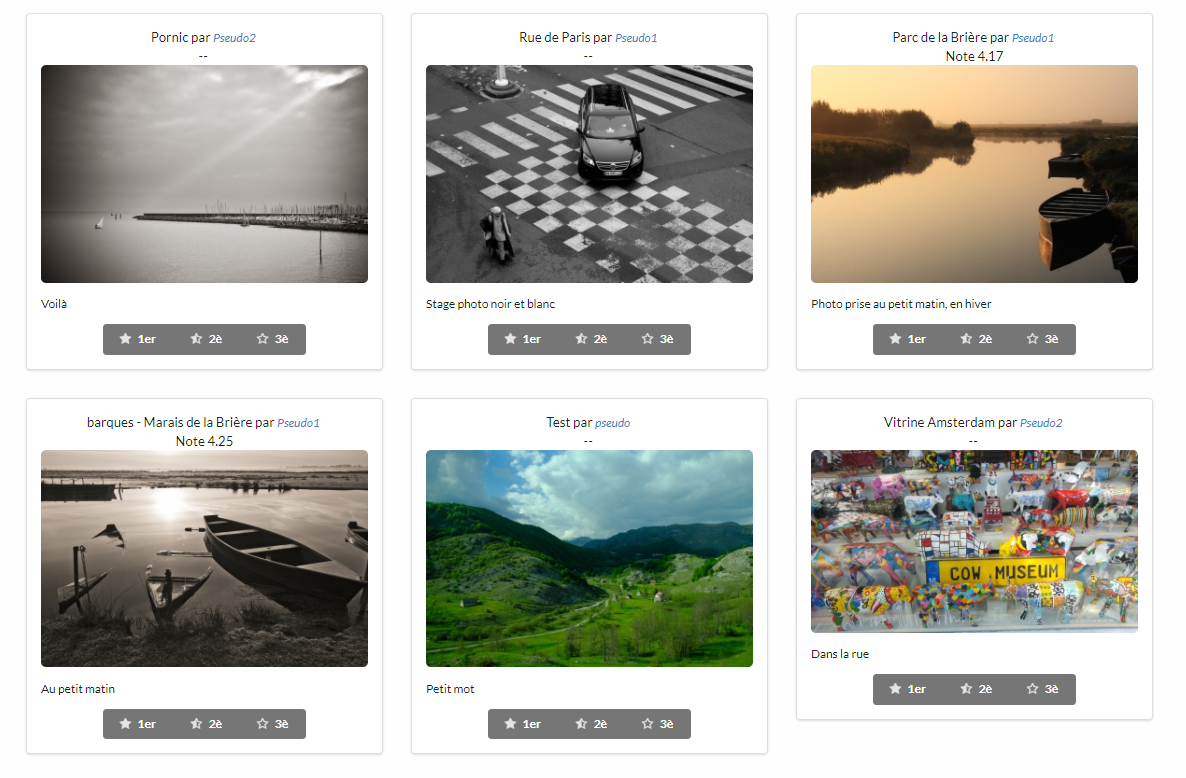 Pornic par Pseudo2
--
Voilà
1er 2è 3è
Rue de Paris par Pseudo1
--
Stage photo noir et blanc
1er 2è 3è
Parc de la Brière par Pseudo1
Note 4.17
Photo prise au petit matin, en hiver
1er 2è 3è
barques - Marais de la Brière par Pseudo1
Note 4.25
Au petit matin
1er 2è 3è
Test par pseudo
--
Petit mot
1er 2è 3è
Vitrine Amsterdam par Pseudo2
--
COW MUSEUM
Dans la rue
1er 2è 3è